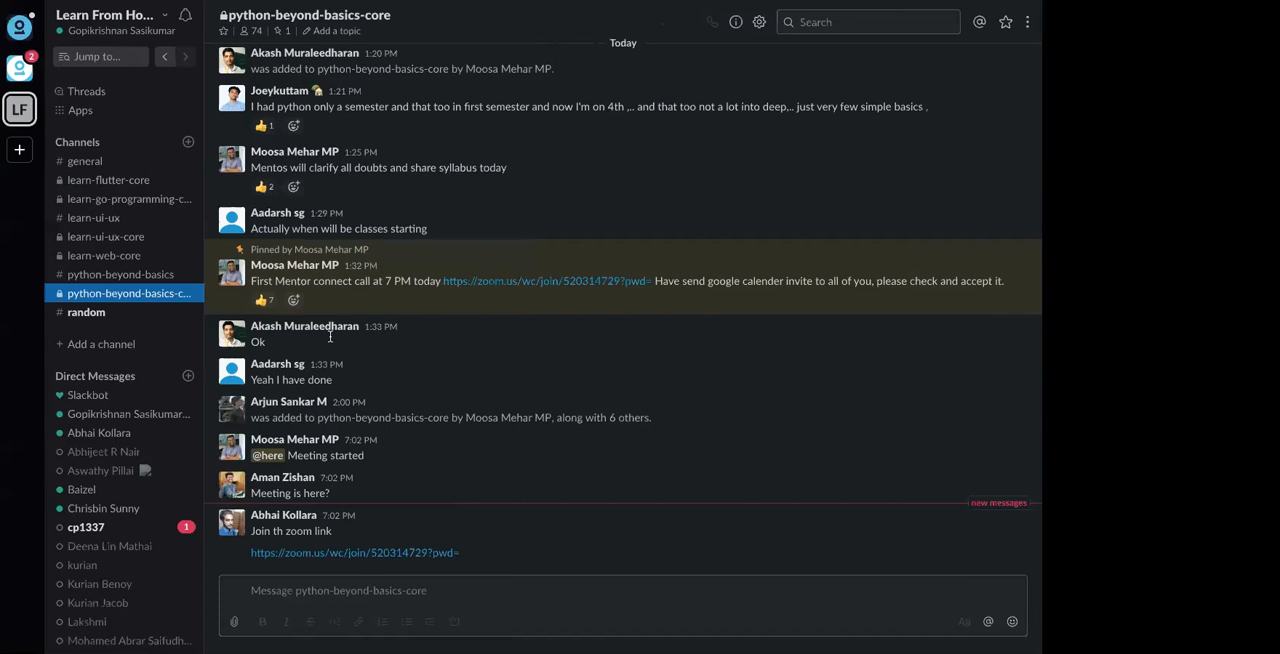 Learn From Ho...
Gopikrishnan Sasikumar
2
LF
Jump to...
Threads
Apps
Channels
# general
learn-flutter-core
learn-go-programming-c...
# learn-ui-ux
learn-ui-ux-core
learn-web-core
# python-beyond-basics
python-beyond-basics-c...
# random
+ Add a channel
Direct Messages
Slackbot
Gopikrishnan Sasikumar...
Abhai Kollara
Abhijeet R Nair
Aswathy Pillai
Baizel
Chrisbin Sunny
cp1337 1
Deena Lin Mathai
kurian
Kurian Benoy
Kurian Jacob
Lakshmi
Mohamed Abrar Saifudh...
python-beyond-basics-core
74 1 Add a topic
Search
Today
Akash Muraleedharan 1:20 PM
was added to python-beyond-basics-core by Moosa Mehar MP.
Joeykuttam 1:21 PM
I had python only a semester and that too in first semester and now I'm on 4th ,.. and that too not a lot into deep,.. just very few simple basics ,
1
Moosa Mehar MP 1:25 PM
Mentos will clarify all doubts and share syllabus today
2
Aadarsh sg 1:29 PM
Actually when will be classes starting
Pinned by Moosa Mehar MP
Moosa Mehar MP 1:32 PM
First Mentor connect call at 7 PM today https://zoom.us/wc/join/520314729?pwd= Have send google calender invite to all of you, please check and accept it.
7
Akash Muraleedharan 1:33 PM
Ok
Aadarsh sg 1:33 PM
Yeah I have done
Arjun Sankar M 2:00 PM
was added to python-beyond-basics-core by Moosa Mehar MP, along with 6 others.
Moosa Mehar MP 7:02 PM
@here Meeting started
Aman Zishan 7:02 PM
Meeting is here?
new messages
Abhai Kollara 7:02 PM
Join th zoom link
https://zoom.us/wc/join/520314729?pwd=
Message python-beyond-basics-core
B I S
Aa @